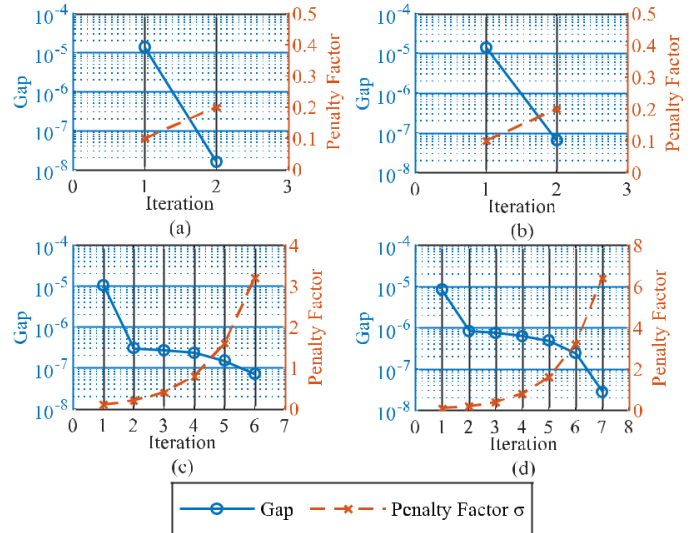 10⁻⁴ 0.5 10⁻⁴ 0.5
10⁻⁵ 0.4 10⁻⁵ 0.4
0.3 0.3
Gap 10⁻⁶ Penalty Factor Gap 10⁻⁶ Penalty Factor
0.2 0.2
10⁻⁷ 0.1 10⁻⁷ 0.1
10⁻⁸ 0 10⁻⁸ 0
0 1 2 3 0 1 2 3
Iteration Iteration
(a) (b)
10⁻⁴ 4 10⁻⁴ 8
10⁻⁵ 3 10⁻⁵ 6
Gap 10⁻⁶ 2 Penalty Factor Gap 10⁻⁶ 4 Penalty Factor
10⁻⁷ 1 10⁻⁷ 2
10⁻⁸ 0 10⁻⁸ 0
0 1 2 3 4 5 6 7 0 1 2 3 4 5 6 7 8
Iteration Iteration
(c) (d)
Gap Penalty Factor σ